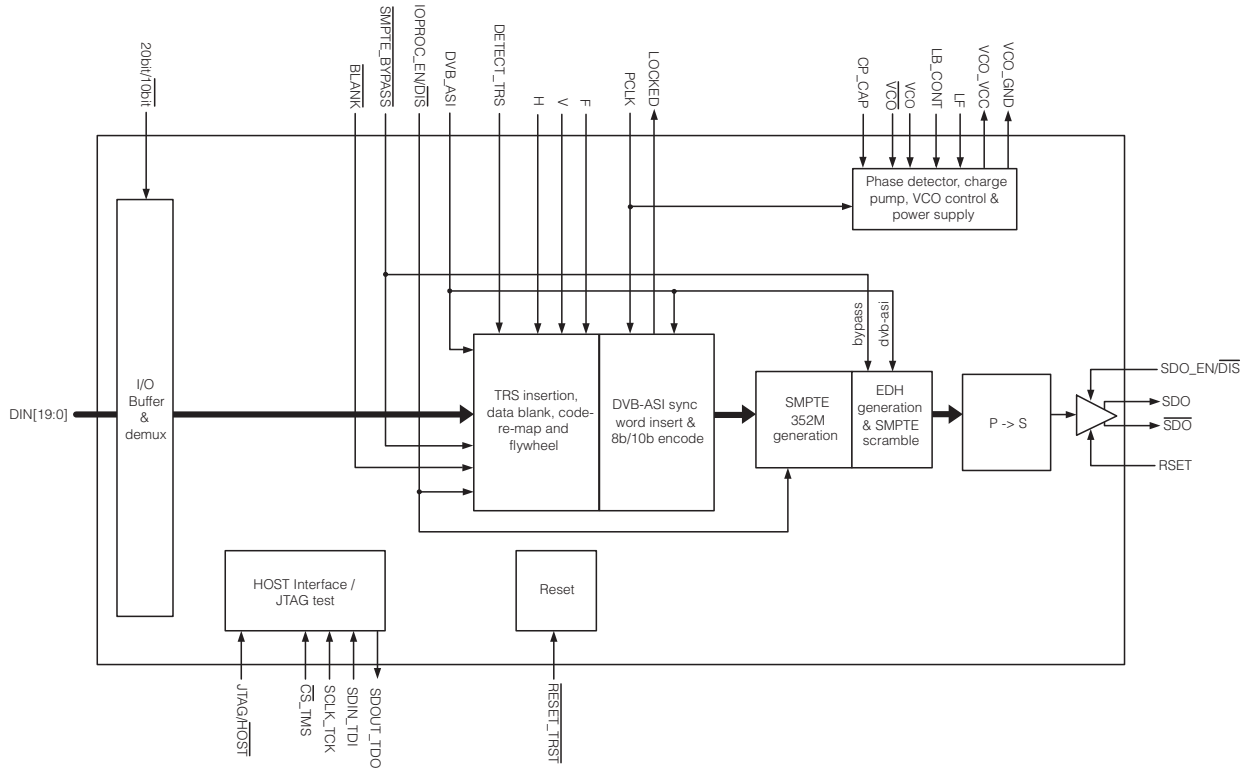 20bit/10bit
BLANK
SMPTE_BYPASS
IOPROC_EN/DIS
DVB_ASI
DETECT_TRS
H
V
F
PCLK
LOCKED
CP_CAP
VCO
VCO
LB_CONT
LF
VCO_VCC
VCO_GND
Phase detector, charge
pump, VCO control &
power supply
bypass
dvb-asi
DIN[19:0]
I/O
Buffer
&
demux
TRS insertion,
data blank, code-
re-map and
flywheel
DVB-ASI sync
word insert &
8b/10b encode
SMPTE
352M
generation
EDH
generation
& SMPTE
scramble
P -> S
SDO_EN/DIS
SDO
SDO
RSET
HOST Interface /
JTAG test
Reset
JTAG/HOST
CS_TMS
SCLK_TCK
SDIN_TDI
SDOUT_TDO
RESET_TRST